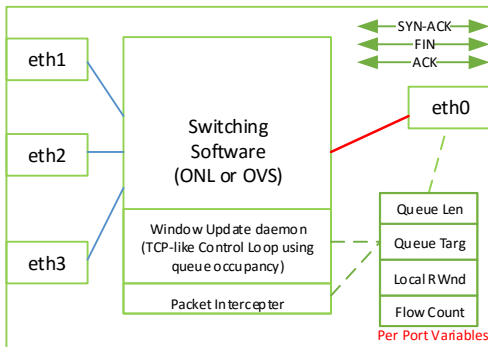 SYN-ACK
FIN
ACK
eth1
eth2
eth3
eth0
Switching
Software
(ONL or OVS)
Window Update daemon
(TCP-like Control Loop using
queue occupancy)
Packet Intercepter
Queue Len
Queue Targ
Local RWnd
Flow Count
Per Port Variables